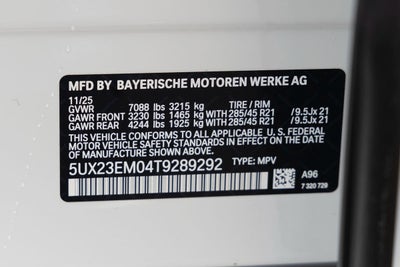 MFD BY BAYERISCHE MOTOREN WERKE AG
11/25
GVWR 7088 lbs 3215 kg TIRE / RIM
GAWR FRONT 3230 lbs 1465 kg 285/45 R21 /9.5Jx 21
GAWR REAR 4244 lbs 1925 kg 285/45 R21 /9.5Jx 21
THIS VEHICLE CONFORMS TO ALL APPLICABLE U. S. FEDERAL
MOTOR VEHICLE SAFETY STANDARDS IN EFFECT ON THE DATE
OF MANUFACTURE SHOWN ABOVE.
5UX23EM04T9289292 TYPE: MPV
A96
7 320 729